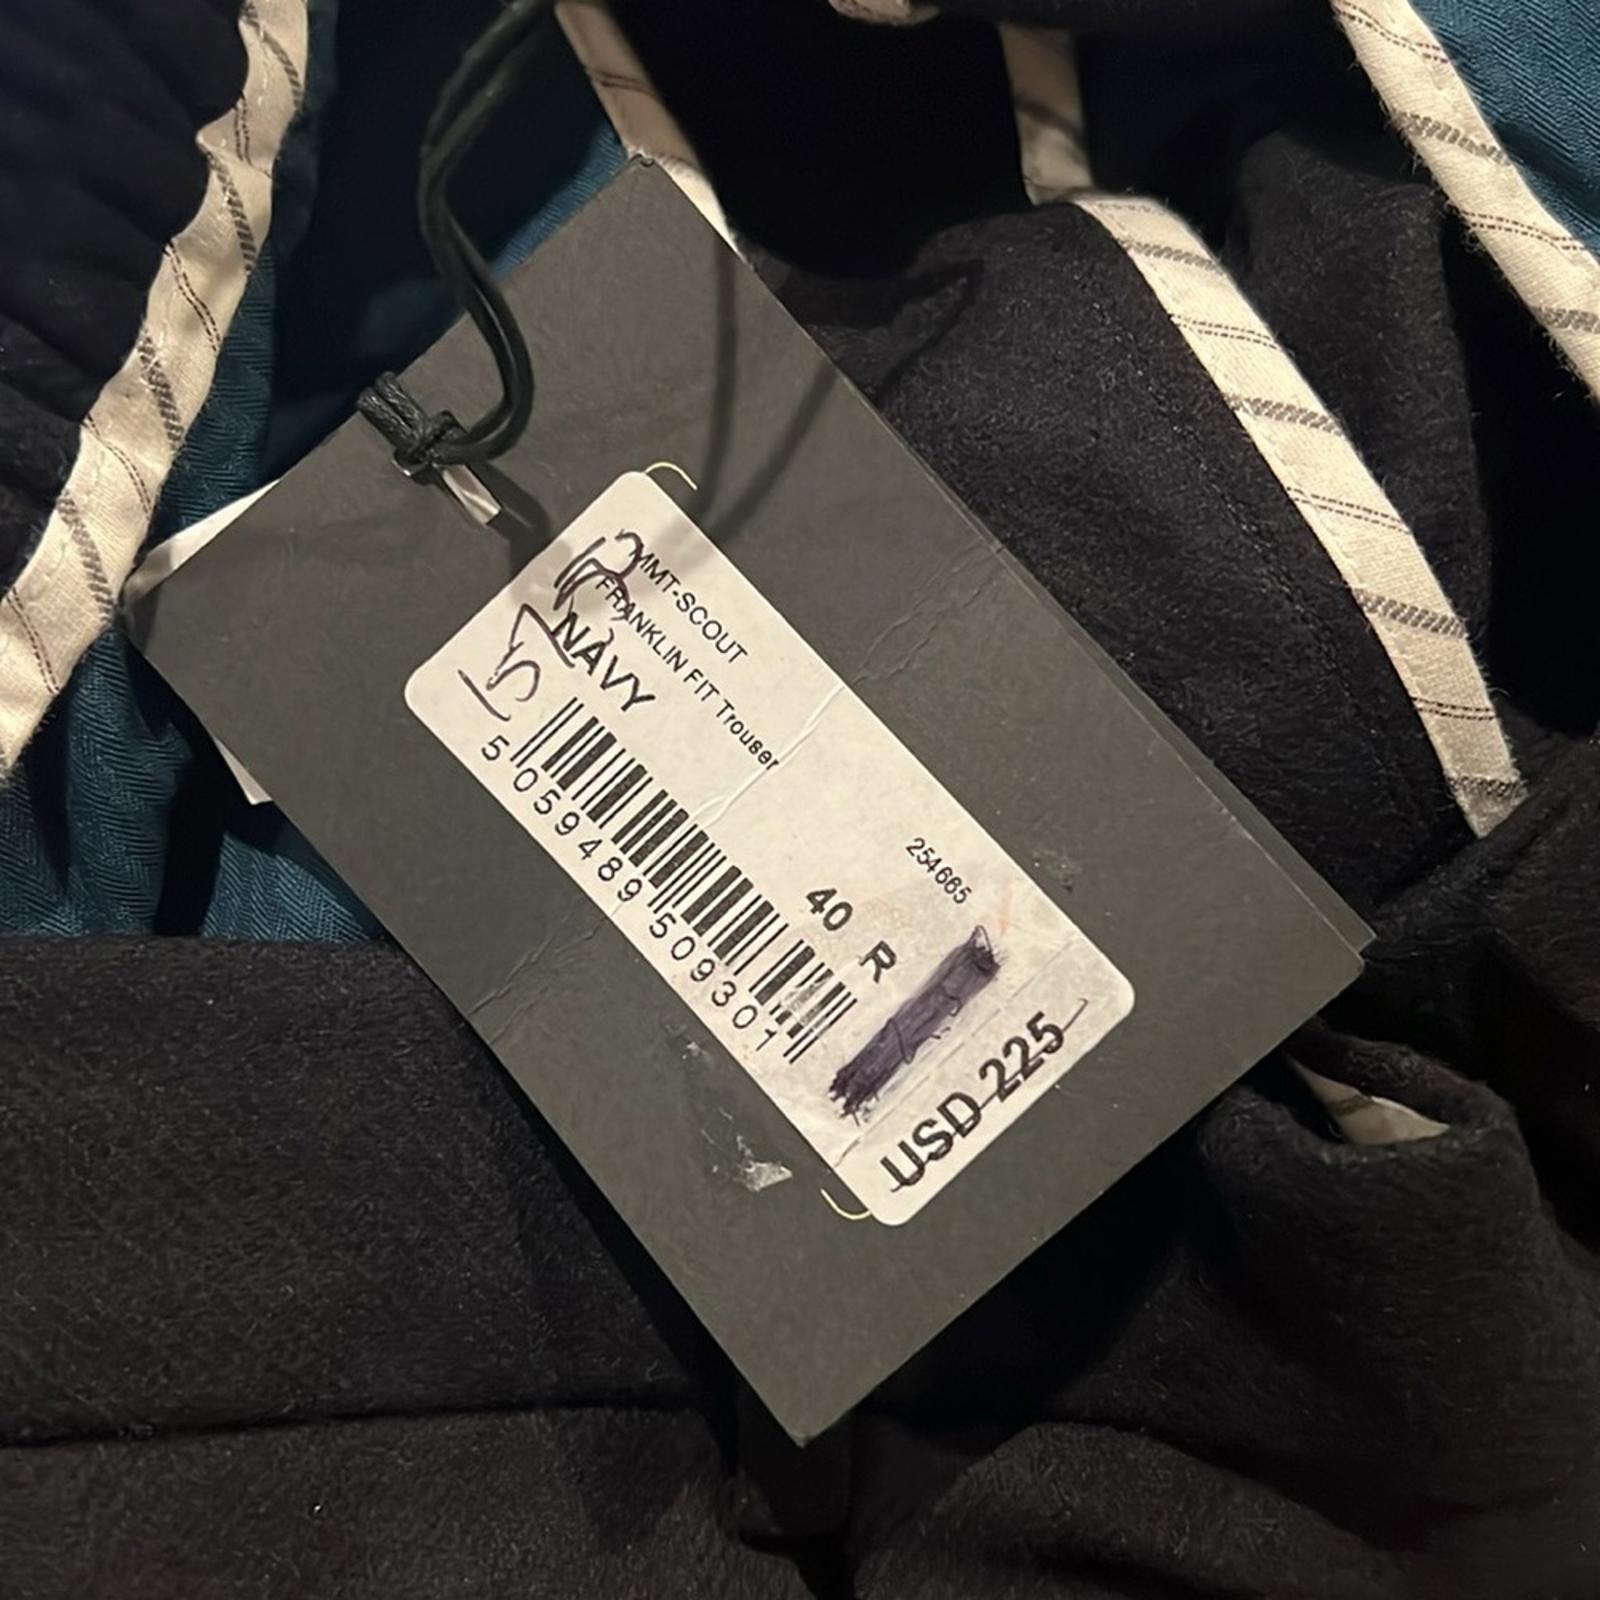 MMT-SCOUT
FRANKLIN FIT Trouser
NAVY
254665
5 059489 509301
40 R
USD 225